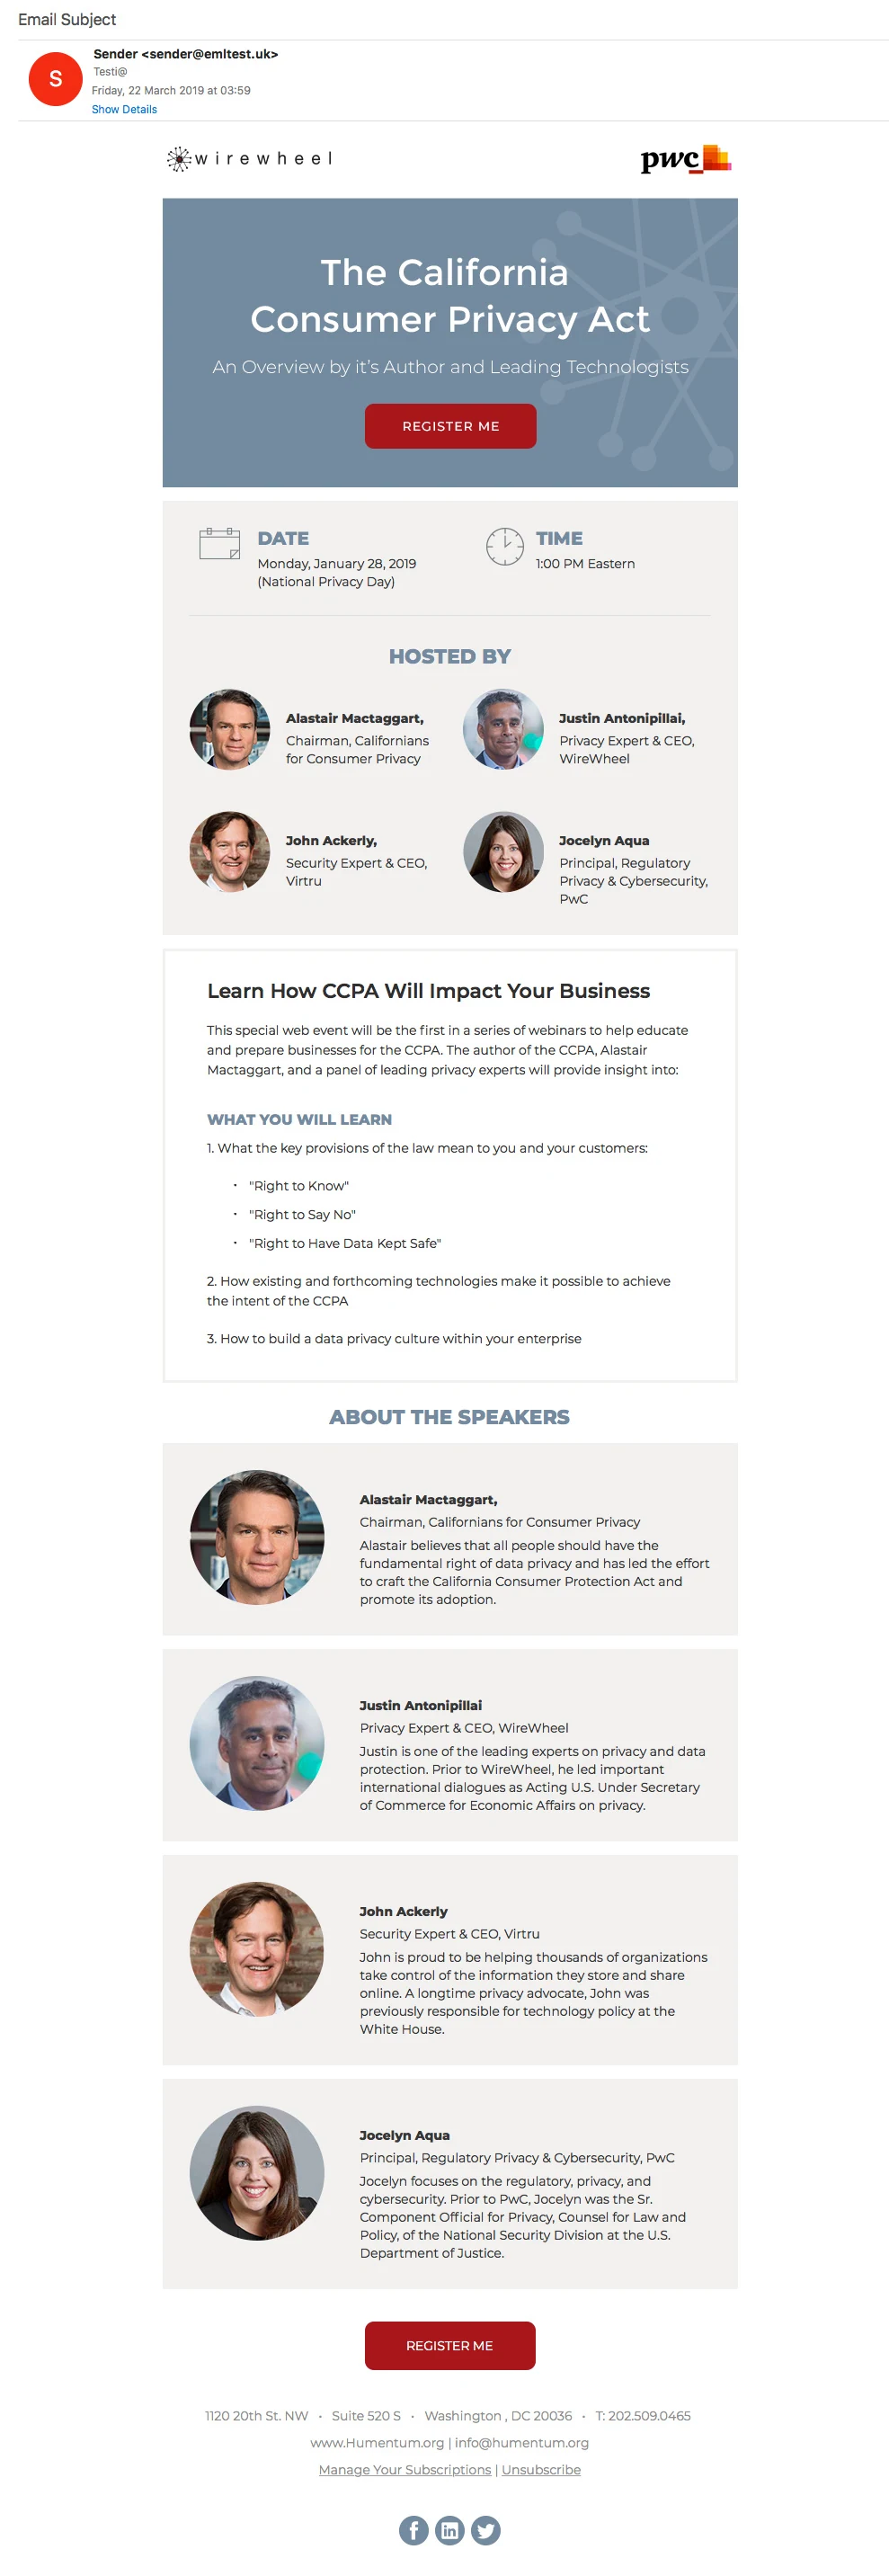 Email Subject
S
Sender <sender@emltest.uk>
Testi@
Friday, 22 March 2019 at 03:59
Show Details
wirewheel
pwc
The California
Consumer Privacy Act
An Overview by it's Author and Leading Technologists
REGISTER ME
DATE
Monday, January 28, 2019
(National Privacy Day)
TIME
1:00 PM Eastern
HOSTED BY
Alastair Mactaggart,
Chairman, Californians
for Consumer Privacy
Justin Antonipillai,
Privacy Expert & CEO,
WireWheel
John Ackerly,
Security Expert & CEO,
Virtru
Jocelyn Aqua
Principal, Regulatory
Privacy & Cybersecurity,
PwC
Learn How CCPA Will Impact Your Business
This special web event will be the first in a series of webinars to help educate
and prepare businesses for the CCPA. The author of the CCPA, Alastair
Mactaggart, and a panel of leading privacy experts will provide insight into:
WHAT YOU WILL LEARN
1. What the key provisions of the law mean to you and your customers:
• "Right to Know"
• "Right to Say No"
• "Right to Have Data Kept Safe"
2. How existing and forthcoming technologies make it possible to achieve
the intent of the CCPA
3. How to build a data privacy culture within your enterprise
ABOUT THE SPEAKERS
Alastair Mactaggart,
Chairman, Californians for Consumer Privacy
Alastair believes that all people should have the
fundamental right of data privacy and has led the effort
to craft the California Consumer Protection Act and
promote its adoption.
Justin Antonipillai
Privacy Expert & CEO, WireWheel
Justin is one of the leading experts on privacy and data
protection. Prior to WireWheel, he led important
international dialogues as Acting U.S. Under Secretary
of Commerce for Economic Affairs on privacy.
John Ackerly
Security Expert & CEO, Virtru
John is proud to be helping thousands of organizations
take control of the information they store and share
online. A longtime privacy advocate, John was
previously responsible for technology policy at the
White House.
Jocelyn Aqua
Principal, Regulatory Privacy & Cybersecurity, PwC
Jocelyn focuses on the regulatory, privacy, and
cybersecurity. Prior to PwC, Jocelyn was the Sr.
Component Official for Privacy, Counsel for Law and
Policy, of the National Security Division at the U.S.
Department of Justice.
REGISTER ME
1120 20th St. NW • Suite 520 S • Washington , DC 20036 • T: 202.509.0465
www.Humentum.org | info@humentum.org
Manage Your Subscriptions | Unsubscribe